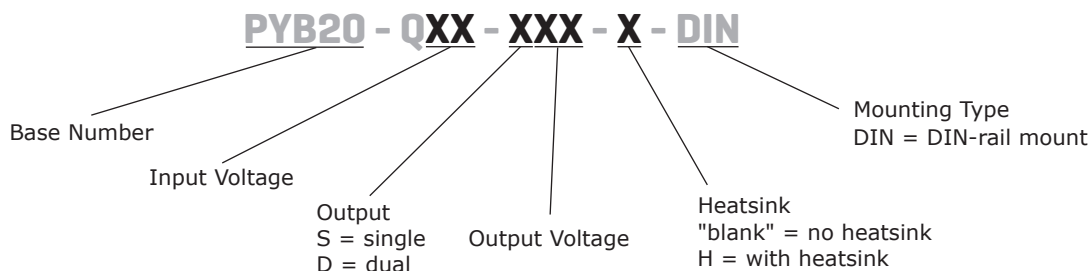 PYB20 - QXX - XXX - X - DIN
Base Number
Input Voltage
Output
S = single
D = dual
Output Voltage
Heatsink
"blank" = no heatsink
H = with heatsink
Mounting Type
DIN = DIN-rail mount